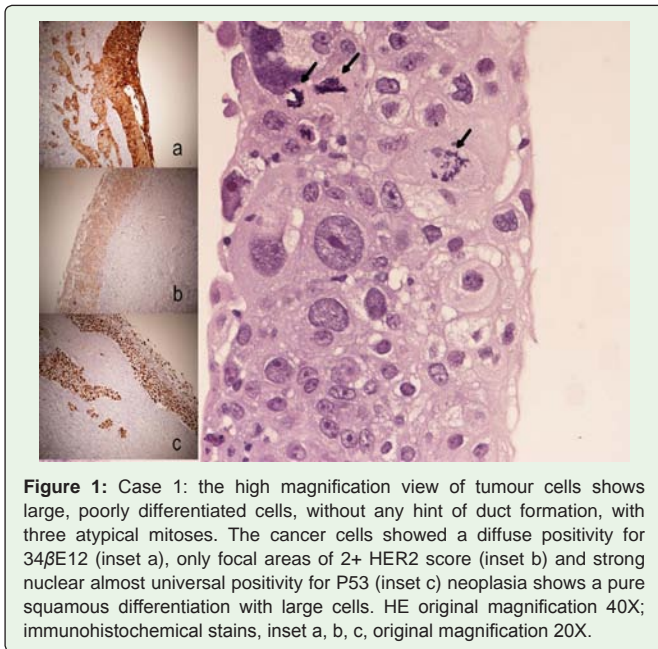 a
b
c
Figure 1: Case 1: the high magnification view of tumour cells shows
large, poorly differentiated cells, without any hint of duct formation, with
three atypical mitoses. The cancer cells showed a diffuse positivity for
34βE12 (inset a), only focal areas of 2+ HER2 score (inset b) and strong
nuclear almost universal positivity for P53 (inset c) neoplasia shows a pure
squamous differentiation with large cells. HE original magnification 40X;
immunohistochemical stains, inset a, b, c, original magnification 20X.